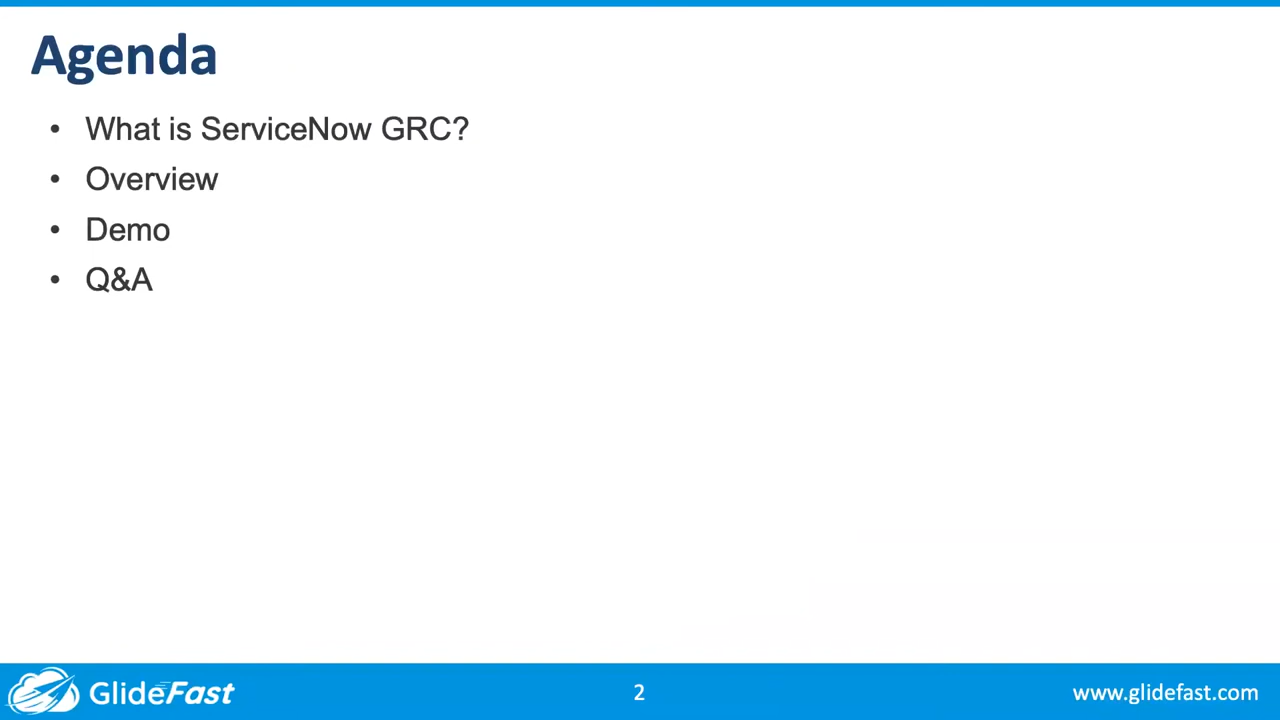 Agenda
• What is ServiceNow GRC?
• Overview
• Demo
• Q&A
GlideFast
2
www.glidefast.com